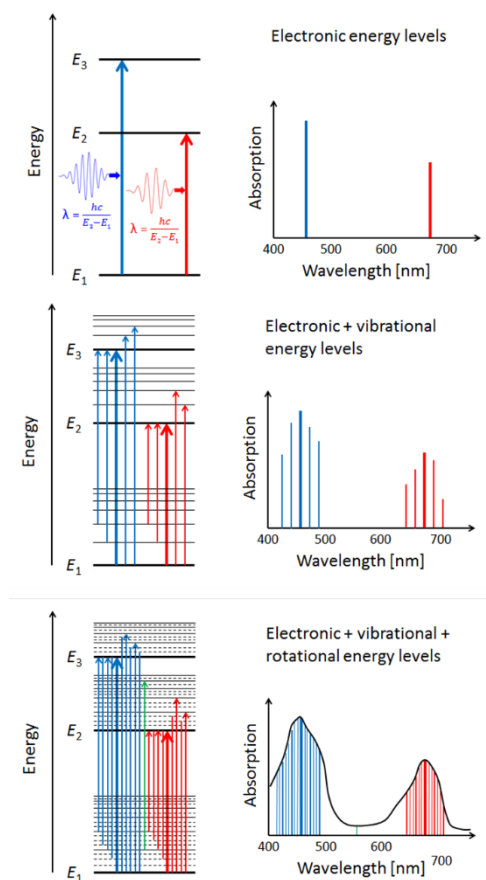 Electronic energy levels
Energy
E₃
E₂
E₁
λ = hc / E₃−E₁
λ = hc / E₂−E₁
Absorption
400 500 600 700
Wavelength [nm]
Electronic + vibrational
energy levels
Energy
E₃
E₂
E₁
Absorption
400 500 600 700
Wavelength [nm]
Electronic + vibrational +
rotational energy levels
Energy
E₃
E₂
E₁
Absorption
400 500 600 700
Wavelength [nm]